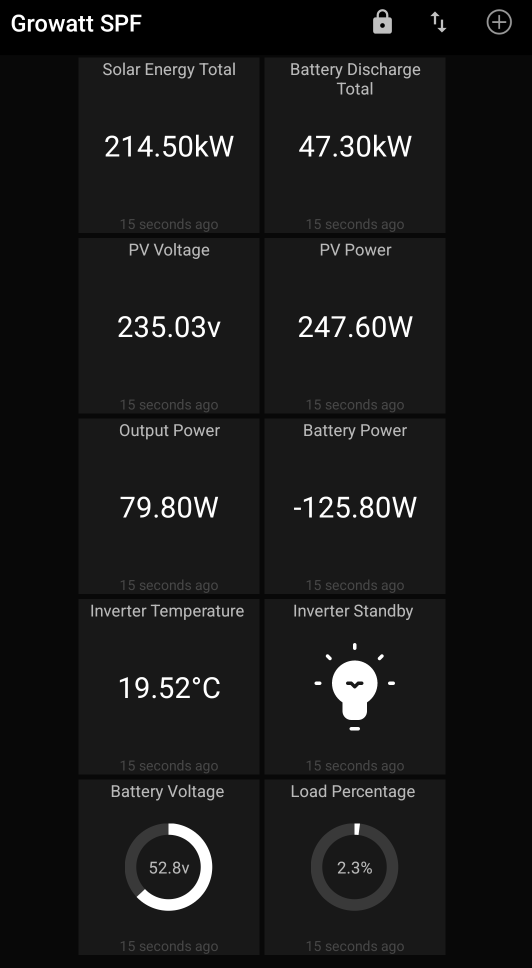 Growatt SPF
Solar Energy Total
214.50kW
15 seconds ago
Battery Discharge
Total
47.30kW
15 seconds ago
PV Voltage
235.03v
15 seconds ago
PV Power
247.60W
15 seconds ago
Output Power
79.80W
15 seconds ago
Battery Power
-125.80W
15 seconds ago
Inverter Temperature
19.52°C
15 seconds ago
Inverter Standby
15 seconds ago
Battery Voltage
52.8v
15 seconds ago
Load Percentage
2.3%
15 seconds ago